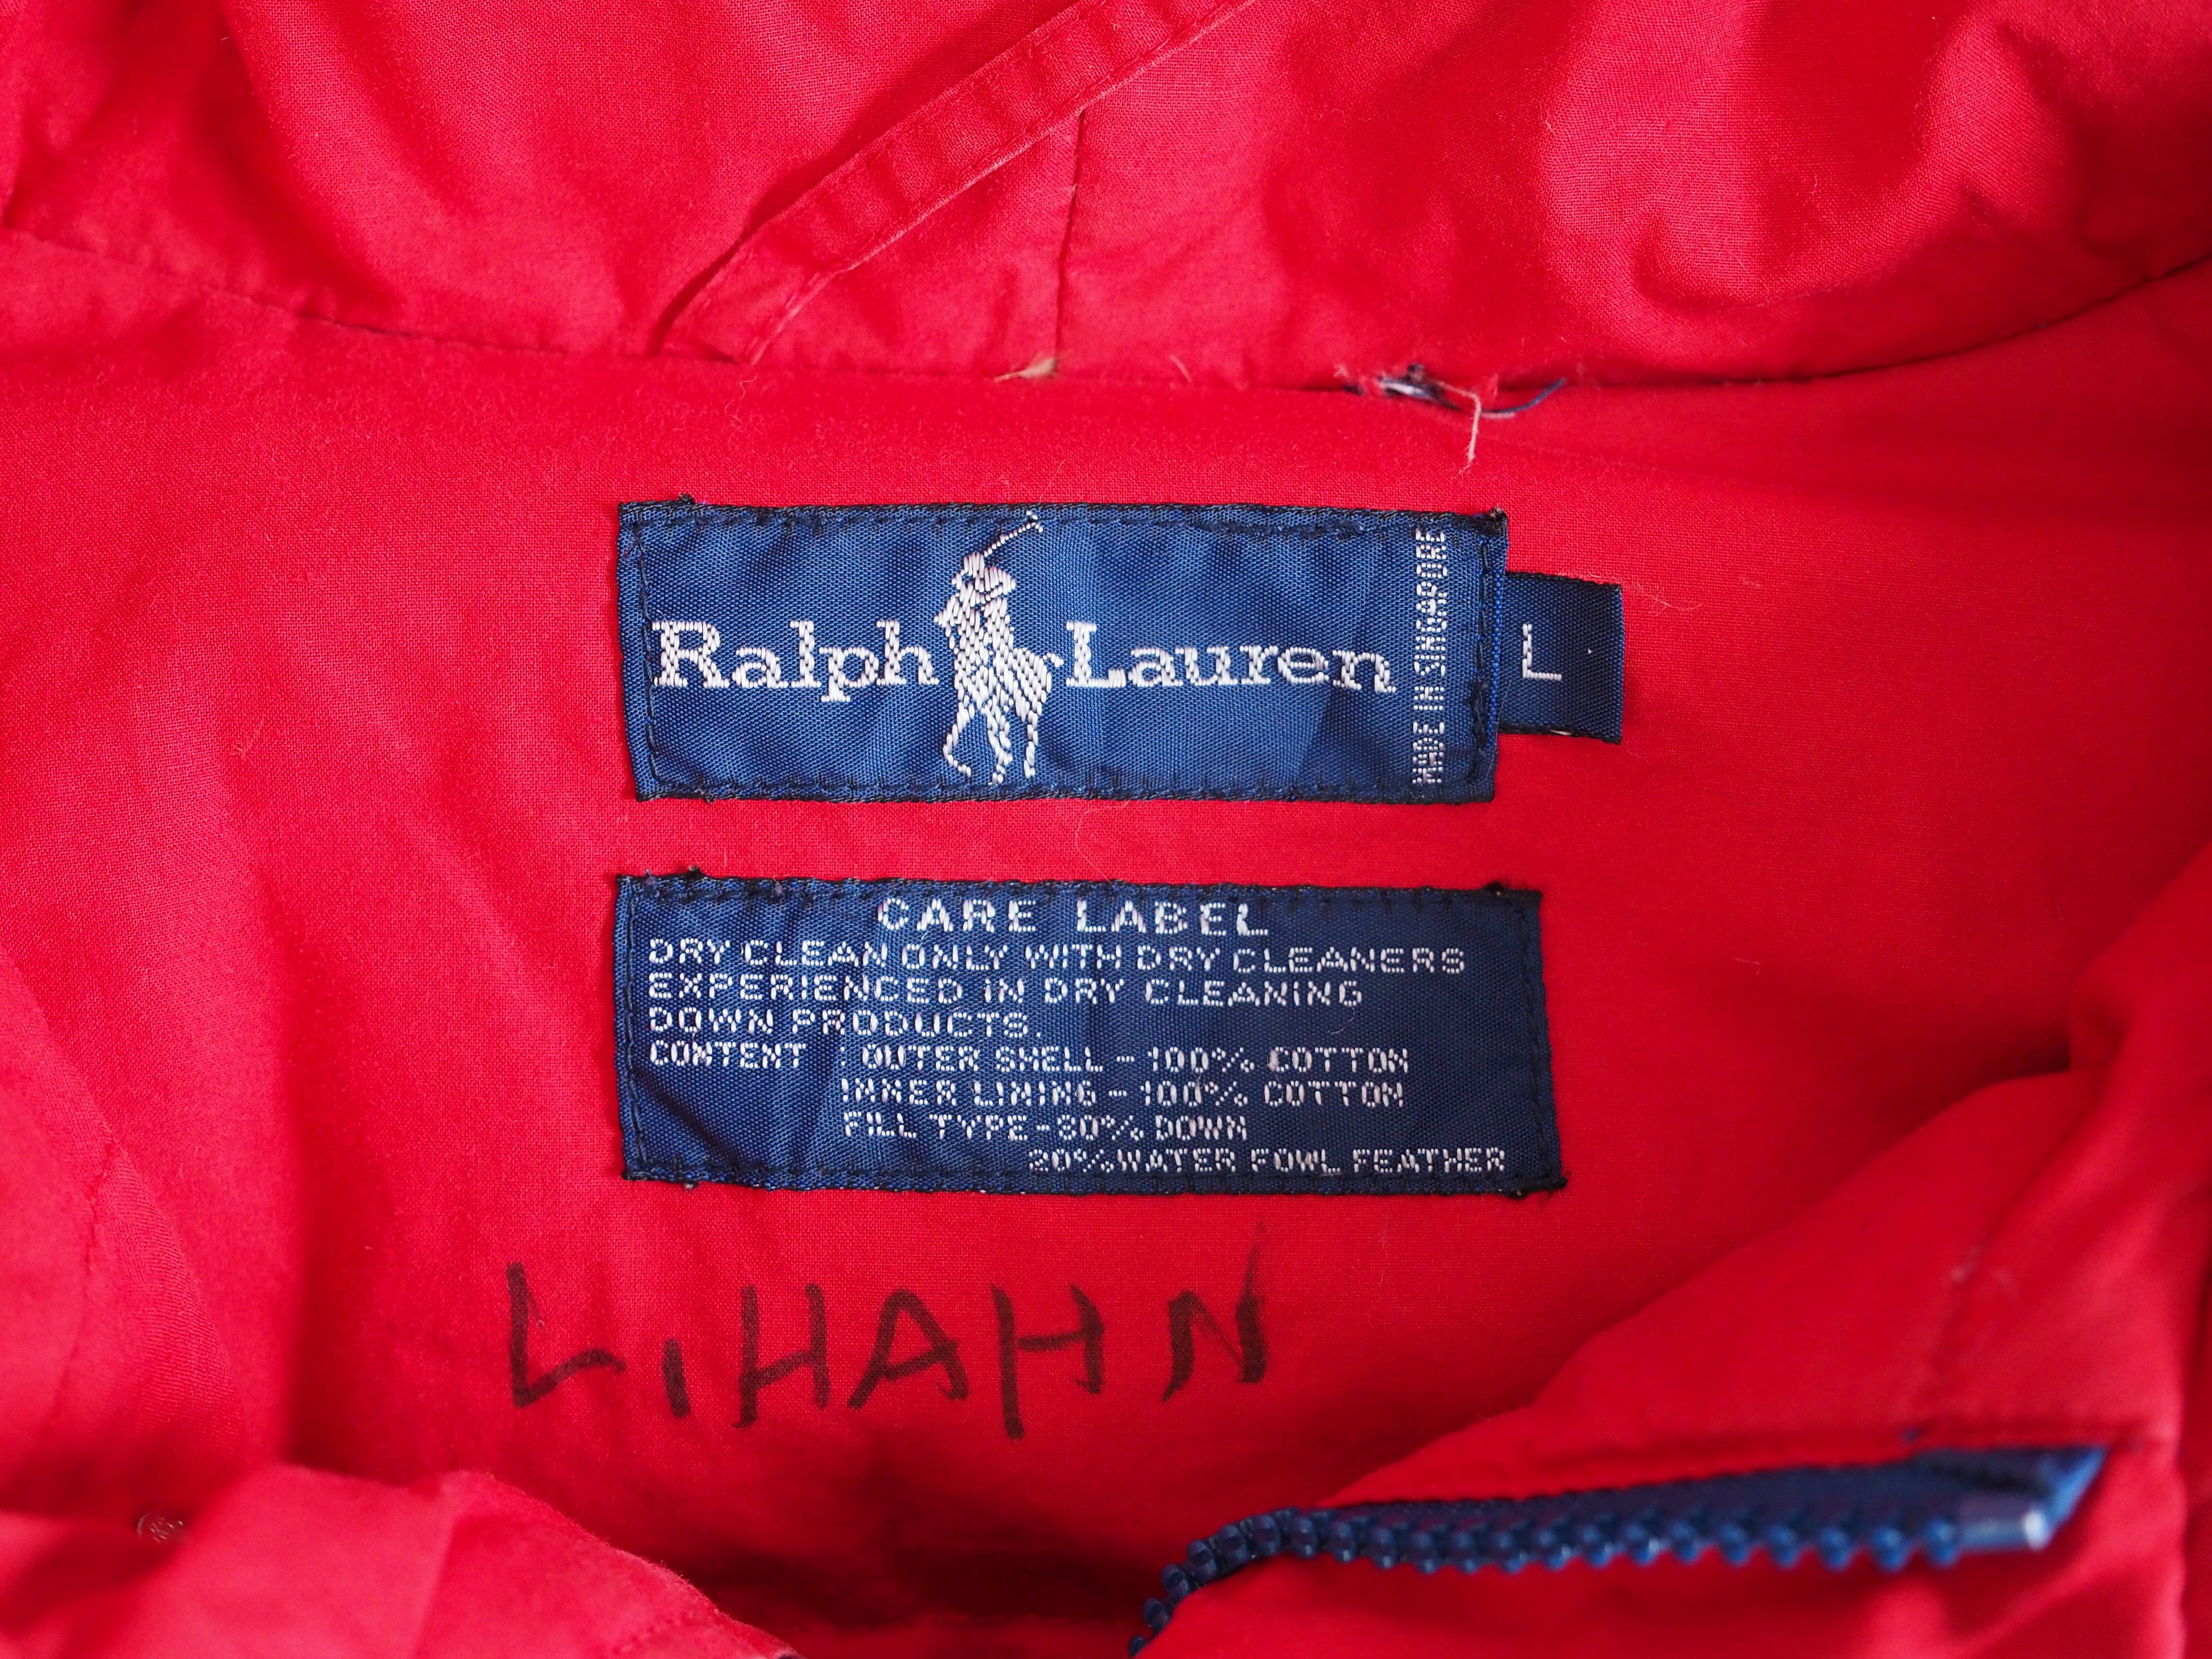 Ralph Lauren
MADE IN SINGAPORE
L
CARE LABEL
DRY CLEAN ONLY WITH DRY CLEANERS
EXPERIENCED IN DRY CLEANING
DOWN PRODUCTS.
CONTENT : OUTER SHELL - 100% COTTON
INNER LINING - 100% COTTON
FILL TYPE - 80% DOWN
20% WATER FOWL FEATHER
L, HAHN